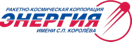 РАКЕТНО-КОСМИЧЕСКАЯ КОРПОРАЦИЯ
ЭНЕРГИЯ
ИМЕНИ С.П. КОРОЛЁВА